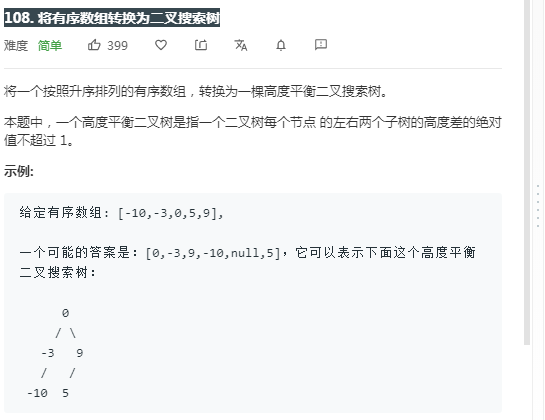 108. 将有序数组转换为二叉搜索树
难度 简单 399
将一个按照升序排列的有序数组，转换为一棵高度平衡二叉搜索树。
本题中，一个高度平衡二叉树是指一个二叉树每个节点 的左右两个子树的高度差的绝对
值不超过 1。
示例:
给定有序数组: [-10,-3,0,5,9],
一个可能的答案是：[0,-3,9,-10,null,5]，它可以表示下面这个高度平衡
二叉搜索树：
0
/ \
-3 9
/ /
-10 5